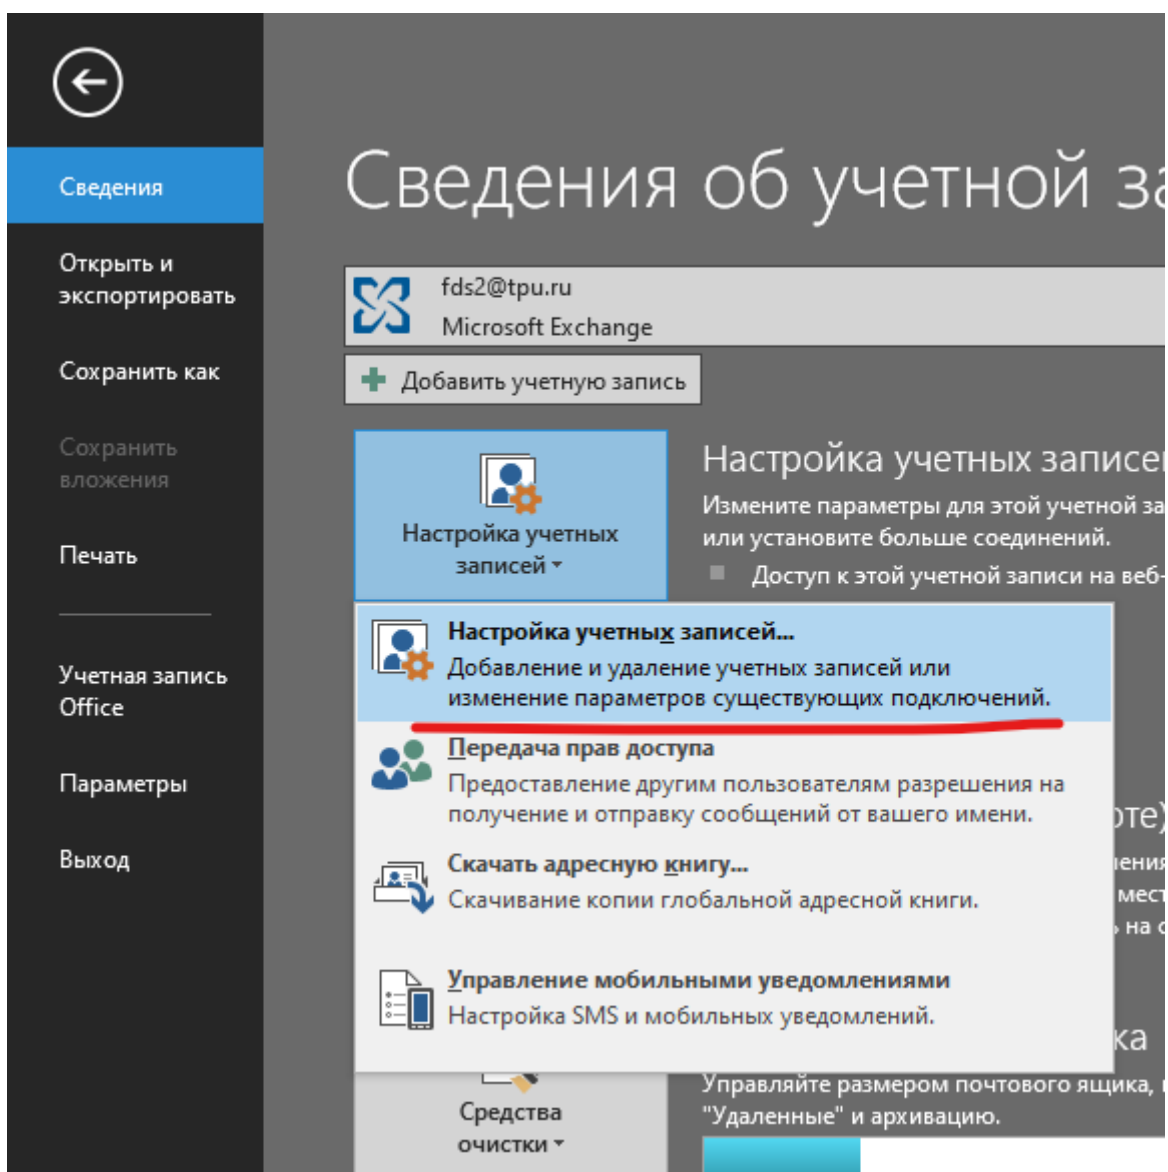 Сведения
Открыть и
экспортировать
Сохранить как
Сохранить
вложения
Печать
Учетная запись
Office
Параметры
Выход
Сведения об учетной
fds2@tpu.ru
Microsoft Exchange
Добавить учетную запись
Настройка учетных
записей
Настройка учетных
Измените параметры для этой учетной
или установите больше соединений.
Доступ к этой учетной записи на веб-
Настройка учетных записей...
Добавление и удаление учетных записей или
изменение параметров существующих подключений.
Передача прав доступа
Предоставление другим пользователям разрешения на
получение и отправку сообщений от вашего имени.
Скачать адресную книгу...
Скачивание копии глобальной адресной книги.
Управление мобильными уведомлениями
Настройка SMS и мобильных уведомлений.
Средства
очистки
Управляйте размером почтового ящика,
"Удаленные" и архивацию.